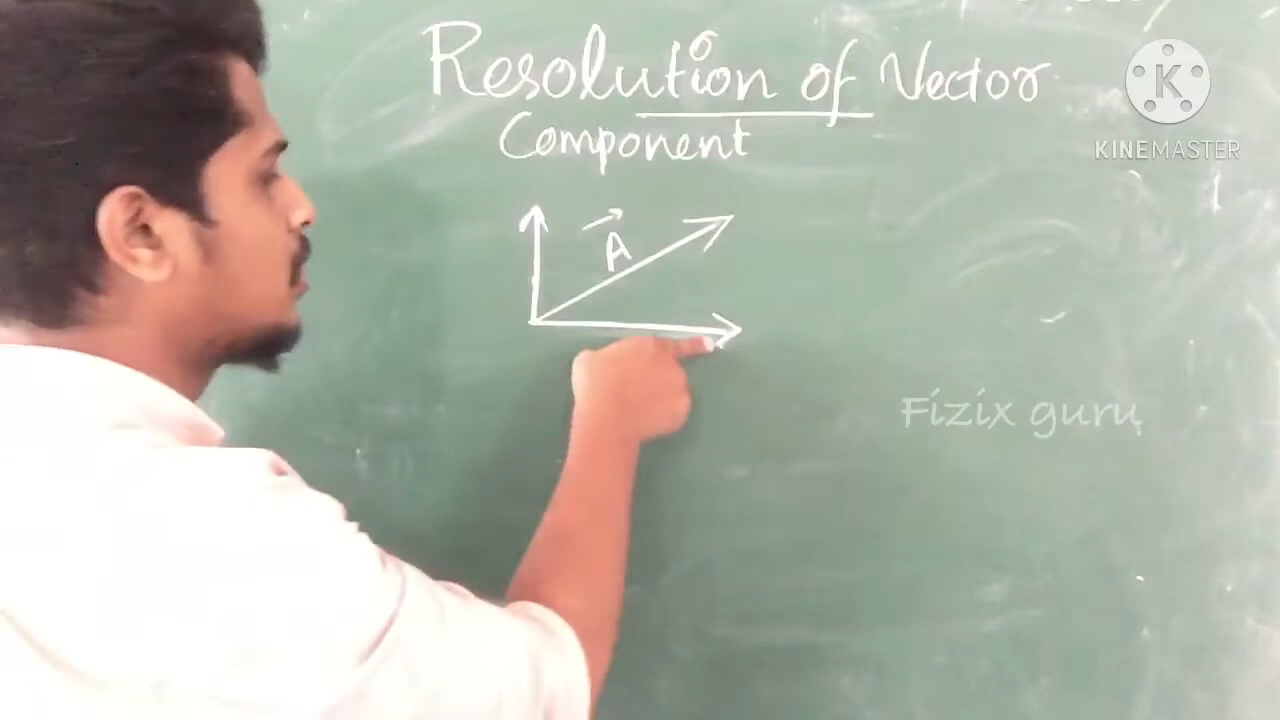 Resolution of Vector
Component
K
KINEMASTER
A
Fizix guru